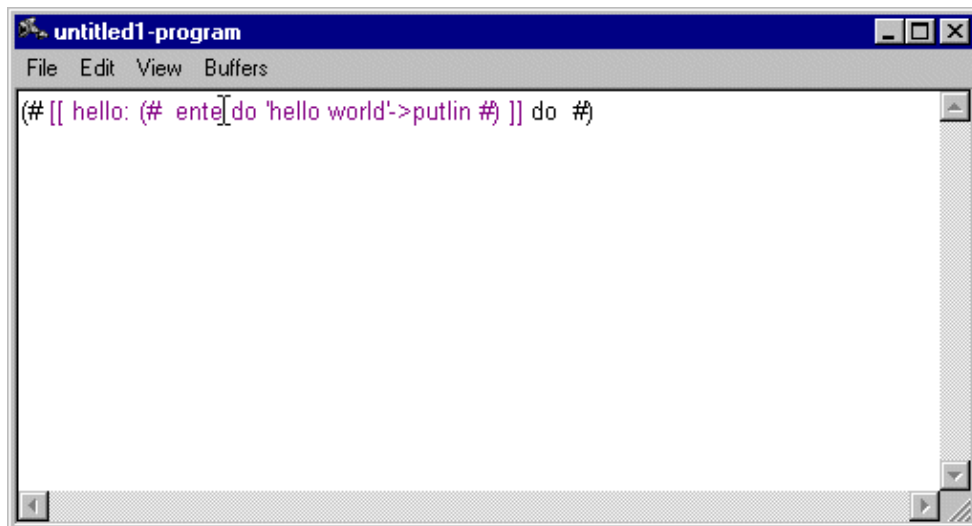 untitled1-program
File Edit View Buffers
(# [[ hello: (# ente do 'hello world'->putlin #) ]] do #)